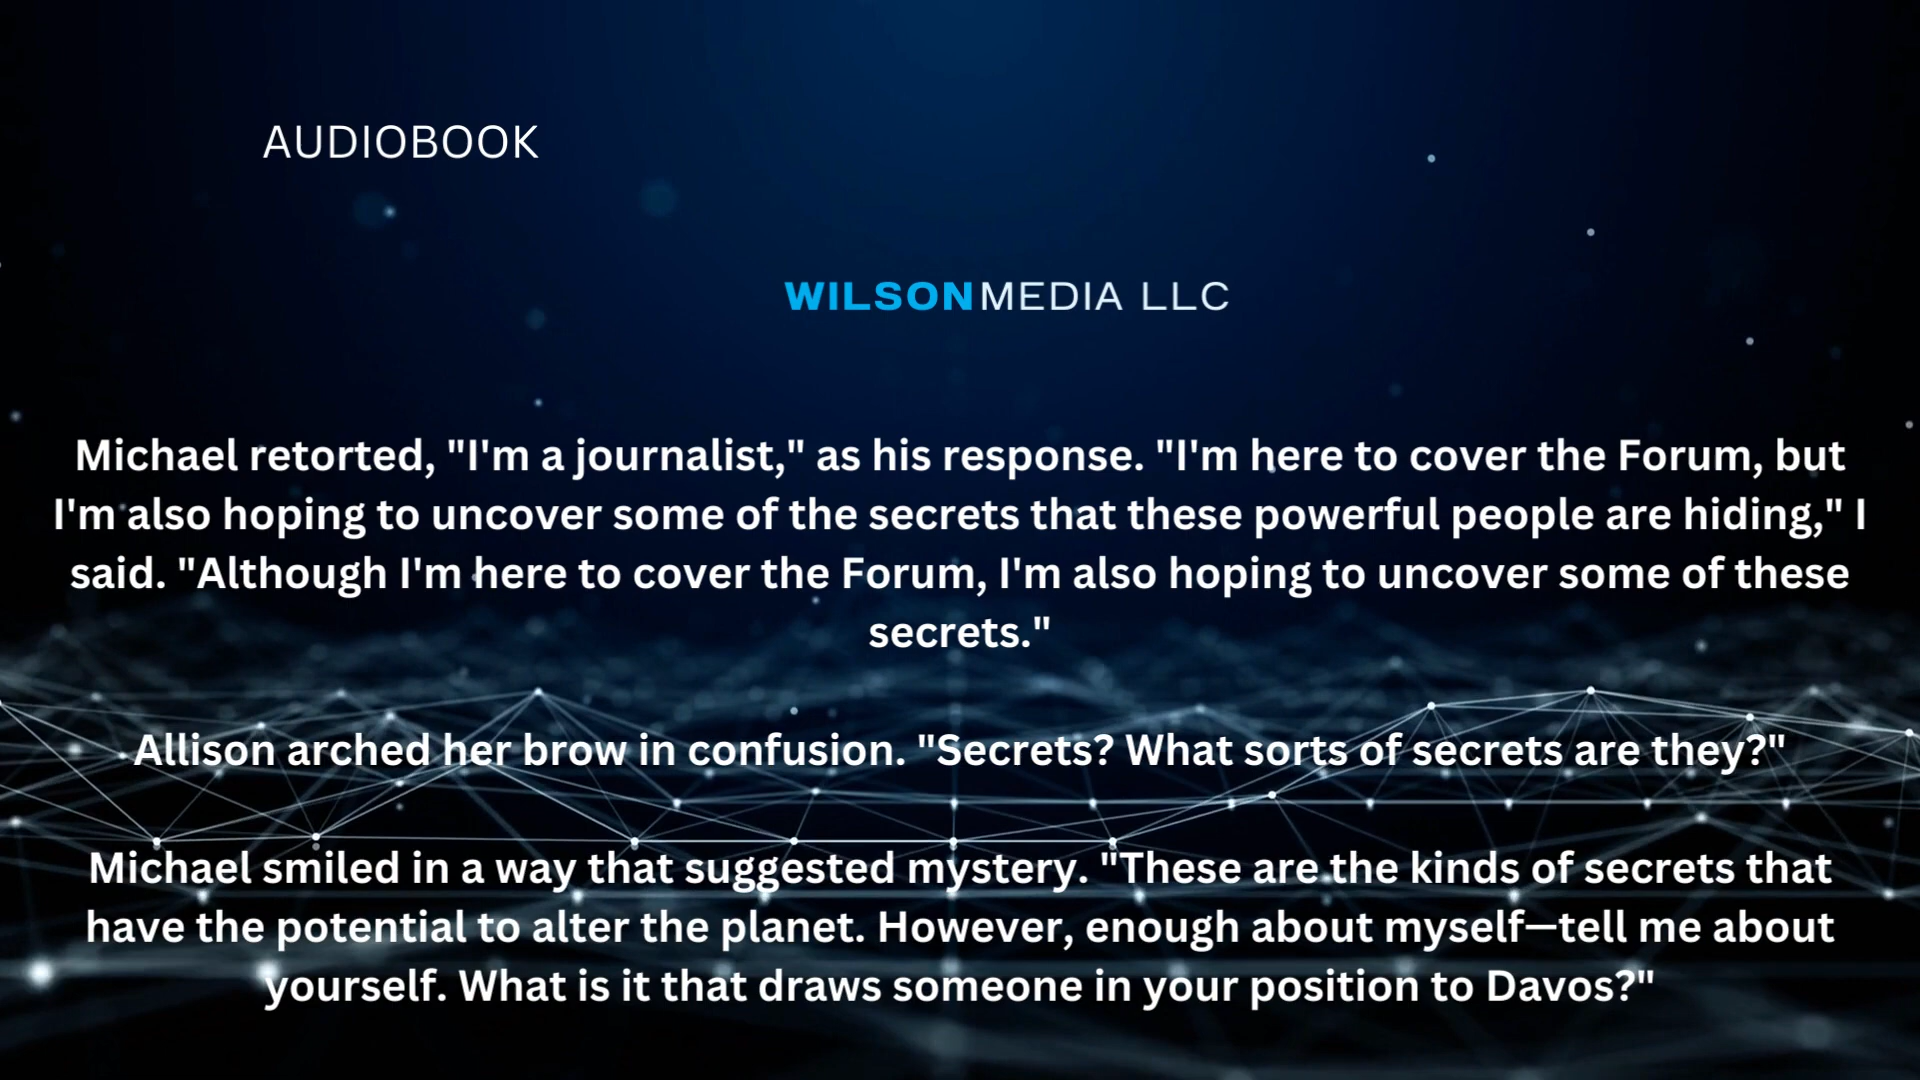 AUDIOBOOK
WILSONMEDIA LLC
Michael retorted, "I'm a journalist," as his response. "I'm here to cover the Forum, but
I'm also hoping to uncover some of the secrets that these powerful people are hiding," I
said. "Although I'm here to cover the Forum, I'm also hoping to uncover some of these
secrets."
Allison arched her brow in confusion. "Secrets? What sorts of secrets are they?"
Michael smiled in a way that suggested mystery. "These are the kinds of secrets that
have the potential to alter the planet. However, enough about myself—tell me about
yourself. What is it that draws someone in your position to Davos?"